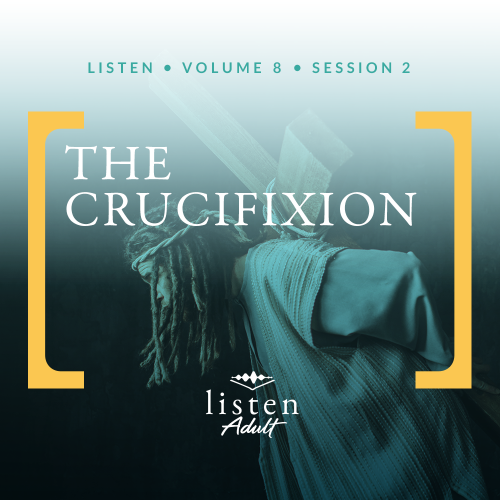 LISTEN • VOLUME 8 • SESSION 2
THE
CRUCIFIXION
listen
Adult